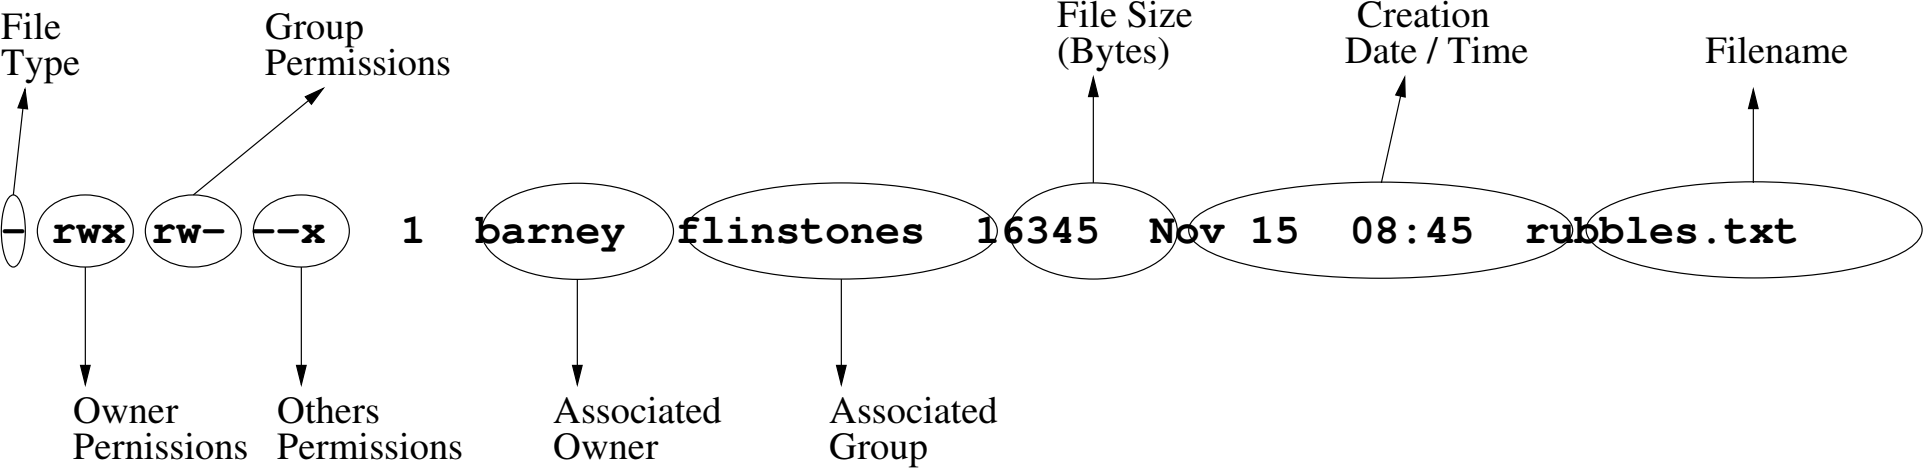 File
Type
Group
Permissions
File Size
(Bytes)
Creation
Date / Time
Filename
- rwx rw- --x 1 barney flinstones 16345 Nov 15 08:45 rubbles.txt
Owner
Pernissions
Others
Permissions
Associated
Owner
Associated
Group